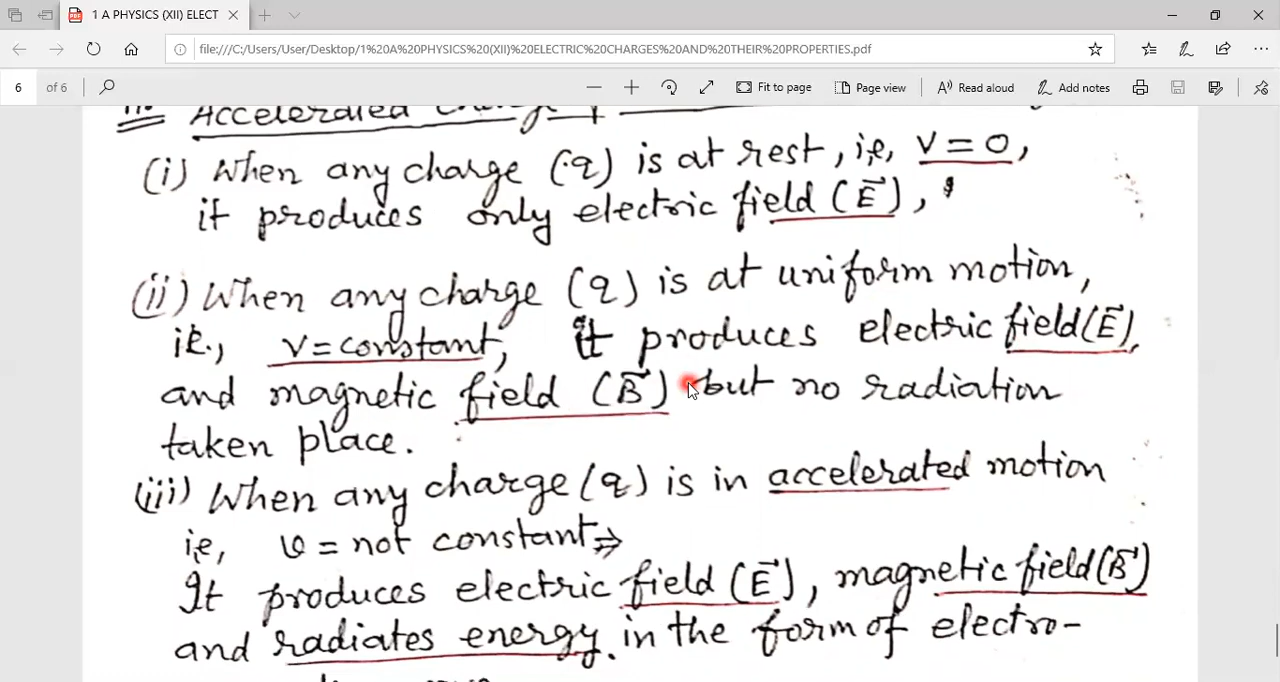 1 A PHYSICS (XII) ELECT
file:///C:/Users/User/Desktop/1%20A%20PHYSICS%20(XII)%20ELECTRIC%20CHARGES%20AND%20THEIR%20PROPERTIES.pdf
6 of 6 Fit to page Page view Read aloud Add notes
Accelerated charge
(i) When any charge (q) is at rest, i.e, V = 0,
it produces only electric field (E⃗),
(ii) When any charge (q) is at uniform motion,
i.e., V = constant, it produces electric field (E⃗),
and magnetic field (B⃗) but no radiation
taken place.
(iii) When any charge (q) is in accelerated motion
i.e, v = not constant ⇒
It produces electric field (E⃗), magnetic field (B⃗)
and radiates energy in the form of electro-